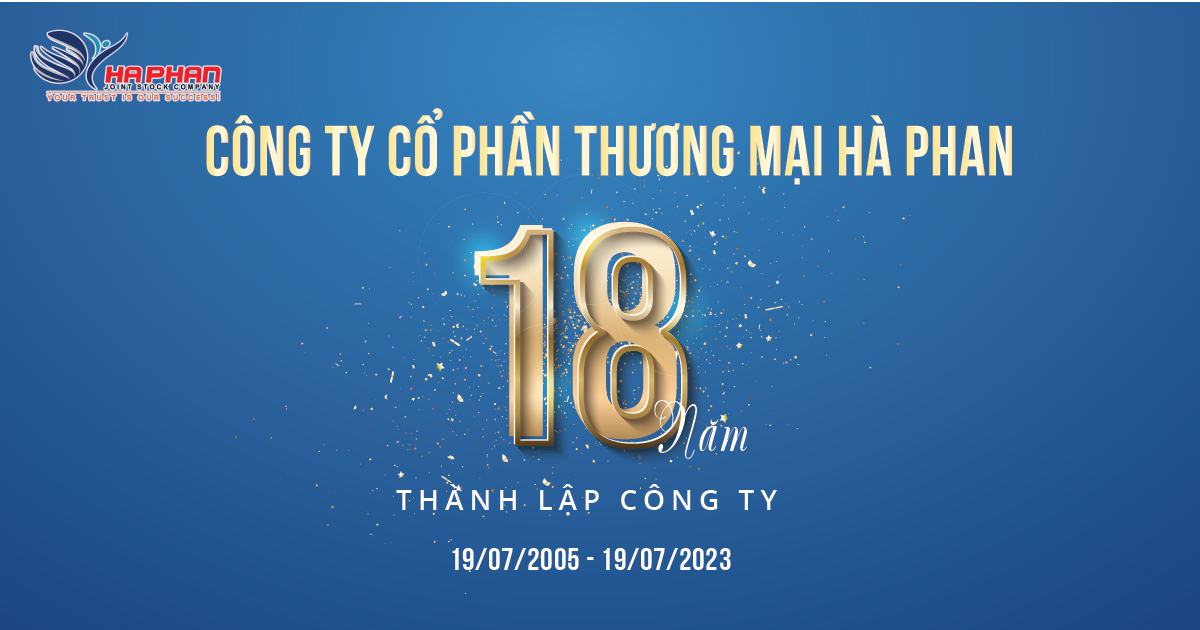 HA PHAN
JOINT STOCK COMPANY
YOUR TRUST IS OUR SUCCESS!
CÔNG TY CỔ PHẦN THƯƠNG MẠI HÀ PHAN
18
Năm
THÀNH LẬP CÔNG TY
19/07/2005 - 19/07/2023